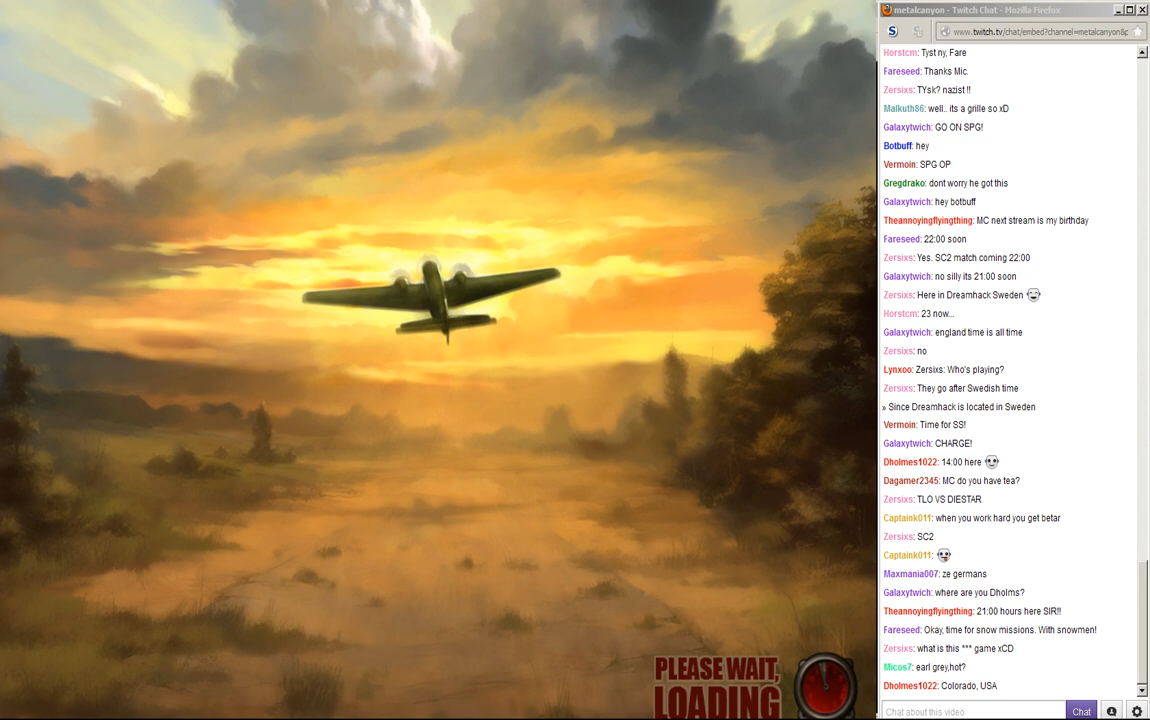 metalcanyon - Twitch Chat - Mozilla Firefox
www.twitch.tv/chat/embed?channel=metalcanyon&p
Horstcm: Tyst ny, Fare
Fareseed: Thanks Mic.
Zersixs: TYsk? nazist !!
Malkuth86: well.. its a grille so xD
Galaxytwich: GO ON SPG!
Botbuff: hey
Vermoin: SPG OP
Gregdrako: dont worry he got this
Galaxytwich: hey botbuff
Theannoyingflyingthing: MC next stream is my birthday
Fareseed: 22:00 soon
Zersixs: Yes. SC2 match coming 22:00
Galaxytwich: no silly its 21:00 soon
Zersixs: Here in Dreamhack Sweden
Horstcm: 23 now...
Galaxytwich: england time is all time
Zersixs: no
Lynxoo: Zersixs: Who's playing?
Zersixs: They go after Swedish time
» Since Dreamhack is located in Sweden
Vermoin: Time for SS!
Galaxytwich: CHARGE!
Dholmes1022: 14:00 here
Dagamer2345: MC do you have tea?
Zersixs: TLO VS DIESTAR
Captaink011: when you work hard you get betar
Zersixs: SC2
Captaink011:
Maxmania007: ze germans
Galaxytwich: where are you Dholms?
Theannoyingflyingthing: 21:00 hours here SIR!!
Fareseed: Okay, time for snow missions. With snowmen!
Zersixs: what is this *** game xCD
Micos7: earl grey,hot?
Dholmes1022: Colorado, USA
Chat about this video
Chat
PLEASE WAIT,
LOADING